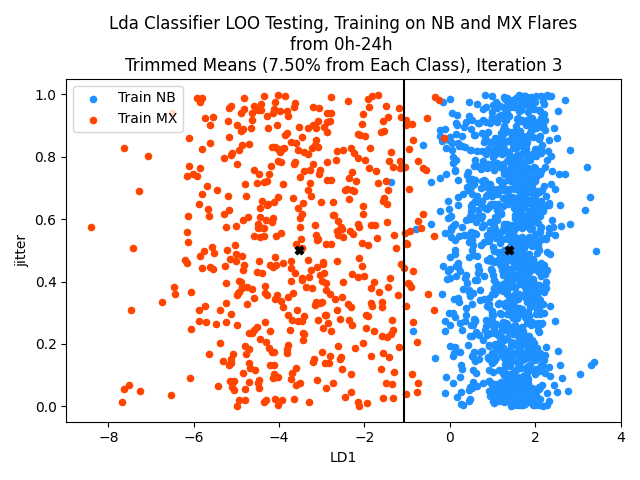 Lda Classifier LOO Testing, Training on NB and MX Flares
from 0h-24h
Trimmed Means (7.50% from Each Class), Iteration 3
Train NB
Train MX
1.0
0.8
0.6
0.4
0.2
0.0
jitter
−8
−6
−4
−2
0
2
4
LD1